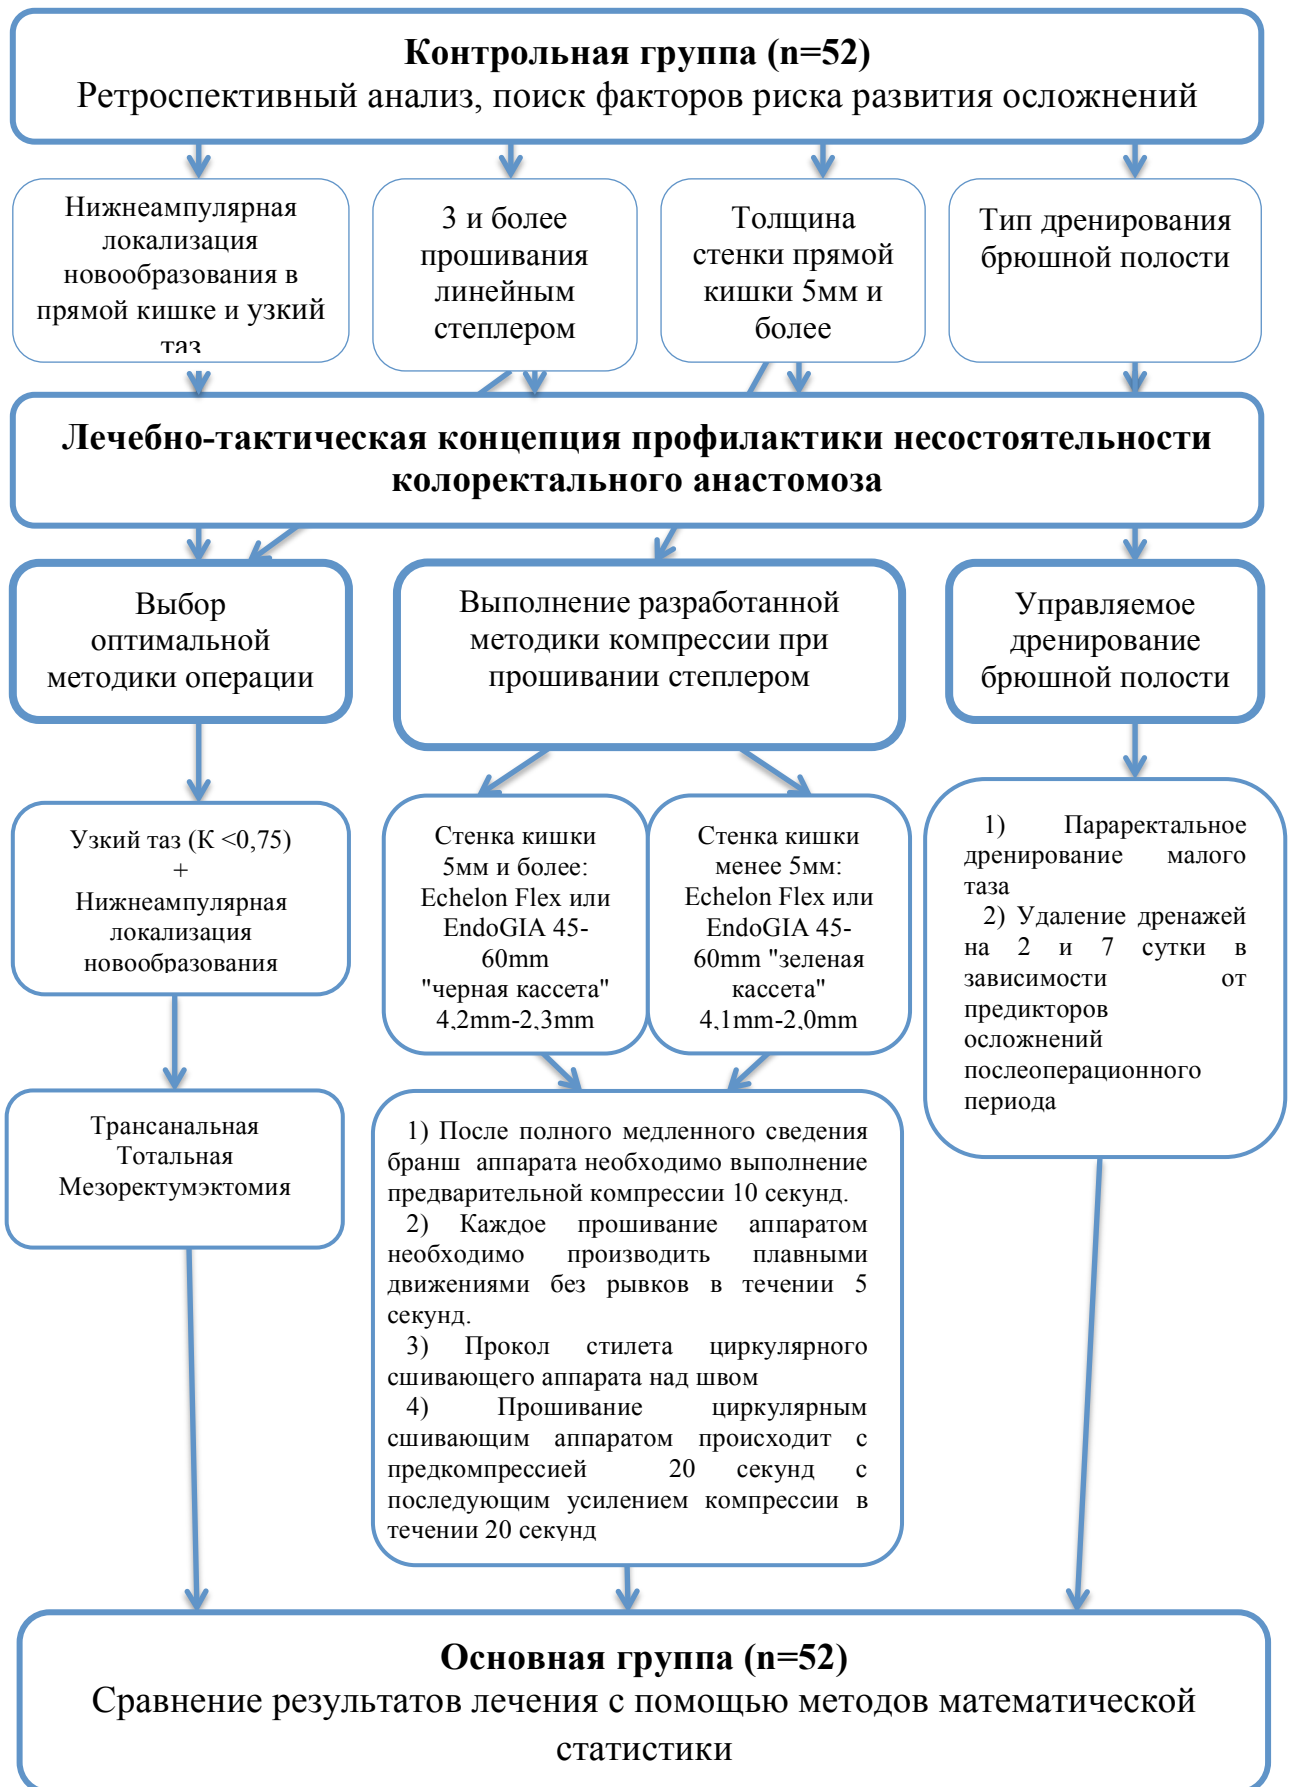 Контрольная группа (n=52)
Ретроспективный анализ, поиск факторов риска развития осложнений
Нижнеампулярная
локализация
новообразования в
прямой кишке и узкий
таз
3 и более
прошивания
линейным
степлером
Толщина
стенки прямой
кишки 5мм и
более
Тип дренирования
брюшной полости
Лечебно-тактическая концепция профилактики несостоятельности
колоректального анастомоза
Выбор
оптимальной
методики операции
Выполнение разработанной
методики компрессии при
прошивании степлером
Управляемое
дренирование
брюшной полости
Узкий таз (К <0,75)
+
Нижнеампулярная
локализация
новообразования
Стенка кишки
5мм и более:
Echelon Flex или
EndoGIA 45-
60mm
"черная кассета"
4,2mm-2,3mm
Стенка кишки
менее 5мм:
Echelon Flex или
EndoGIA 45-
60mm "зеленая
кассета"
4,1mm-2,0mm
1) Параректальное
дренирование малого
таза
2) Удаление дренажей
на 2 и 7 сутки в
зависимости от
предикторов
осложнений
послеоперационного
периода
Трансанальная
Тотальная
Мезоректумэктомия
1) После полного медленного сведения
бранш аппарата необходимо выполнение
предварительной компрессии 10 секунд.
2) Каждое прошивание аппаратом
необходимо производить плавными
движениями без рывков в течении 5
секунд.
3) Прокол стилета циркулярного
сшивающего аппарата над швом
4) Прошивание циркулярным
сшивающим аппаратом происходит с
предкомпрессией 20 секунд с
последующим усилением компрессии в
течении 20 секунд
Основная группа (n=52)
Сравнение результатов лечения с помощью методов математической
статистики